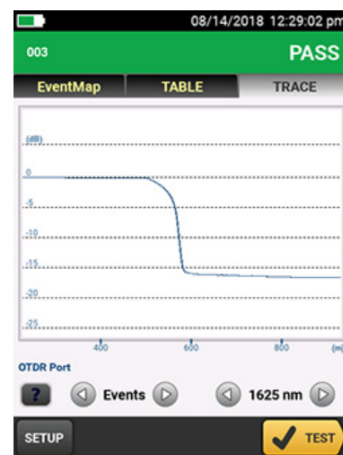 08/14/2018 12:29:02 pm
003
PASS
EventMap TABLE TRACE
(dB)
0
-5
-10
-15
-20
-25
400 600 800 (m)
OTDR Port
? Events 1625 nm
SETUP TEST